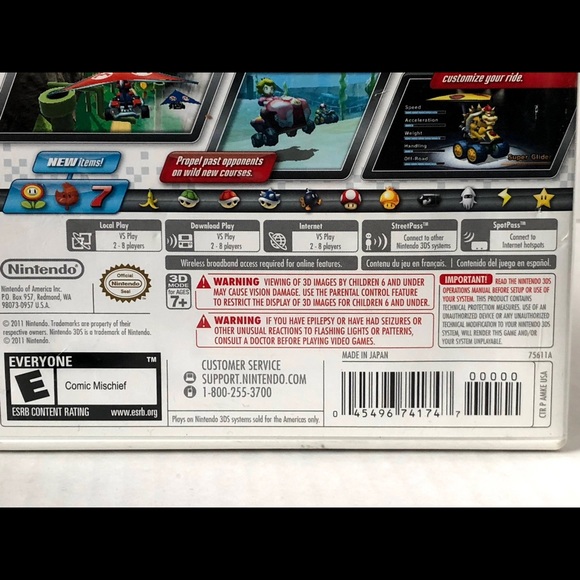 customize your ride.
Speed
Acceleration
Weight
Handling
Off-Road
Super Glider
NEW items!
Propel past opponents
on wild new courses.
7
Local Play
VS Play
2 - 8 players
Download Play
VS Play
2 - 8 players
Internet
VS Play
2 - 8 players
StreetPass™
Connect to other
Nintendo 3DS systems
SpotPass™
Connect to
Internet hotspots
Wireless broadband access required for online features.
Contenu du jeu en français.
Contenido del juego en español.
Nintendo®
Nintendo of America Inc.
P.O. Box 957, Redmond, WA
98073-0957 U.S.A.
Official
Nintendo
Seal
3D
MODE
for AGES
7+
WARNING VIEWING OF 3D IMAGES BY CHILDREN 6 AND UNDER
MAY CAUSE VISION DAMAGE. USE THE PARENTAL CONTROL FEATURE
TO RESTRICT THE DISPLAY OF 3D IMAGES FOR CHILDREN 6 AND UNDER.
WARNING IF YOU HAVE EPILEPSY OR HAVE HAD SEIZURES OR
OTHER UNUSUAL REACTIONS TO FLASHING LIGHTS OR PATTERNS,
CONSULT A DOCTOR BEFORE PLAYING VIDEO GAMES.
IMPORTANT! READ THE NINTENDO 3DS
OPERATIONS MANUAL BEFORE SETUP OR USE OF
YOUR SYSTEM. THIS PRODUCT CONTAINS
TECHNICAL PROTECTION MEASURES. USE OF AN
UNAUTHORIZED DEVICE OR ANY UNAUTHORIZED
TECHNICAL MODIFICATION TO YOUR NINTENDO 3DS
SYSTEM, WILL RENDER THIS GAME AND/OR
YOUR SYSTEM UNPLAYABLE.
© 2011 Nintendo. Trademarks are property of their
respective owners. Nintendo 3DS is a trademark of Nintendo.
© 2011 Nintendo.
EVERYONE ™
E
®
Comic Mischief
ESRB CONTENT RATING www.esrb.org
CUSTOMER SERVICE
SUPPORT.NINTENDO.COM
1-800-255-3700
Plays on Nintendo 3DS systems sold for the Americas only.
MADE IN JAPAN
75611A
00000
0 45496 74174 7
CTR P AMKE USA